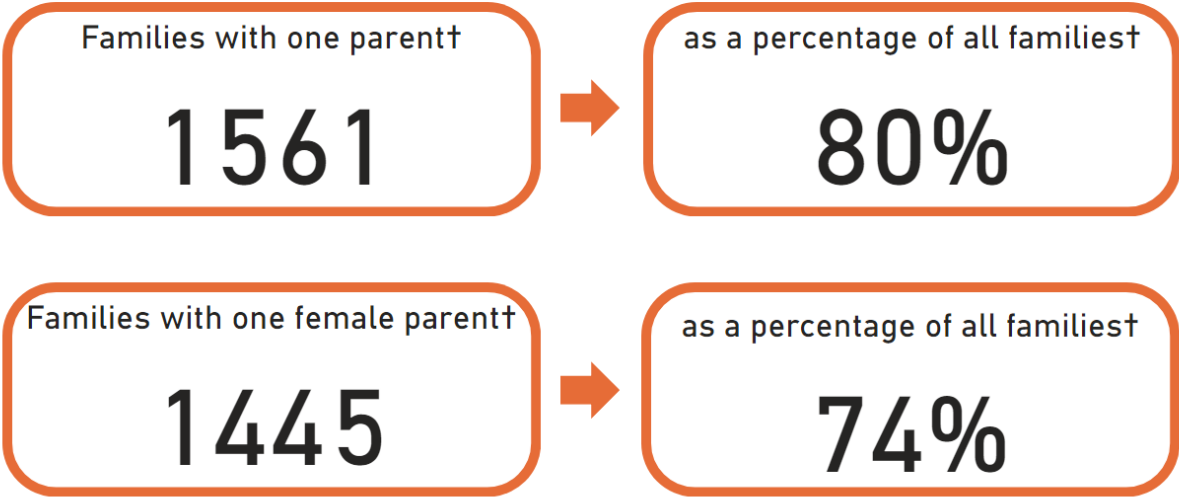 Families with one parent†
as a percentage of all families†
1561
80%
Families with one female parent†
as a percentage of all families†
1445
74%